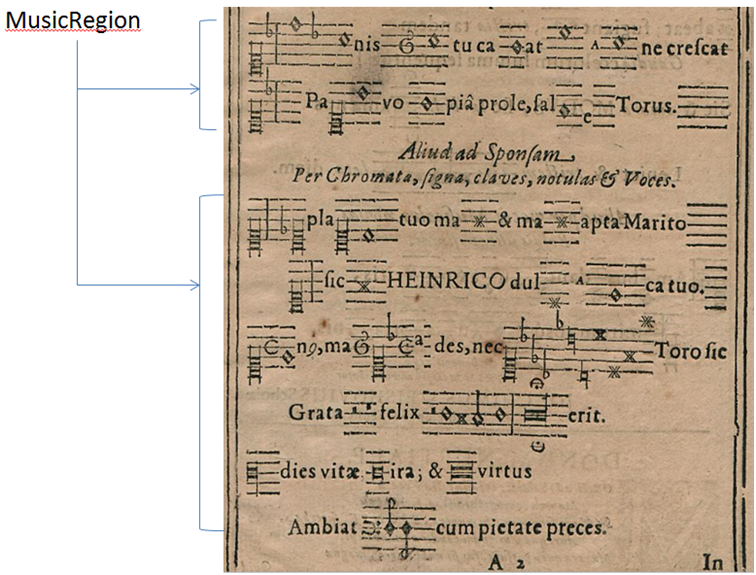 MusicRegion
nis tu ca at A ne creſcat
Pa vo piâ prole, ſal e Torus.
Aliud ad Sponſam
Per Chromata, ſigna, claves, notulas & Voces.
pla tuo ma & ma apta Marito
ſic HEINRICO dul A ca tuo.
n9, ma a des, nec Toro ſic
Grata felix erit.
dies vitæ ira; & virtus
Ambiat cum pietate preces.
A 2 In